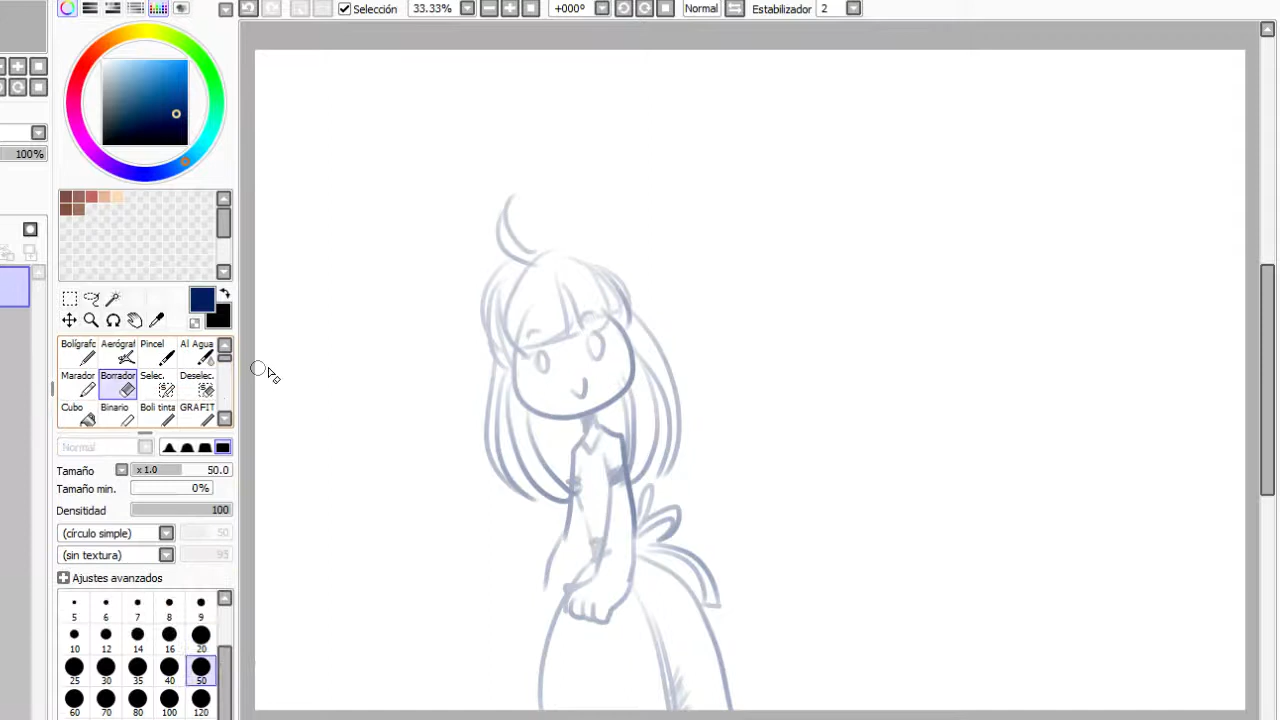 Selección 33.33% +000° Normal Estabilizador 2
100%
Bolígrafo Aerógraf Pincel Al Agua
Marador Borrador Selec. Deselec.
Cubo Binario Boli tinta GRAFIT
Normal
Tamaño x 1.0 50.0
Tamaño min. 0%
Densitidad 100
(círculo simple) 50
(sin textura) 95
Ajustes avanzados
5 6 7 8 9
10 12 14 16 20
25 30 35 40 50
60 70 80 100 120